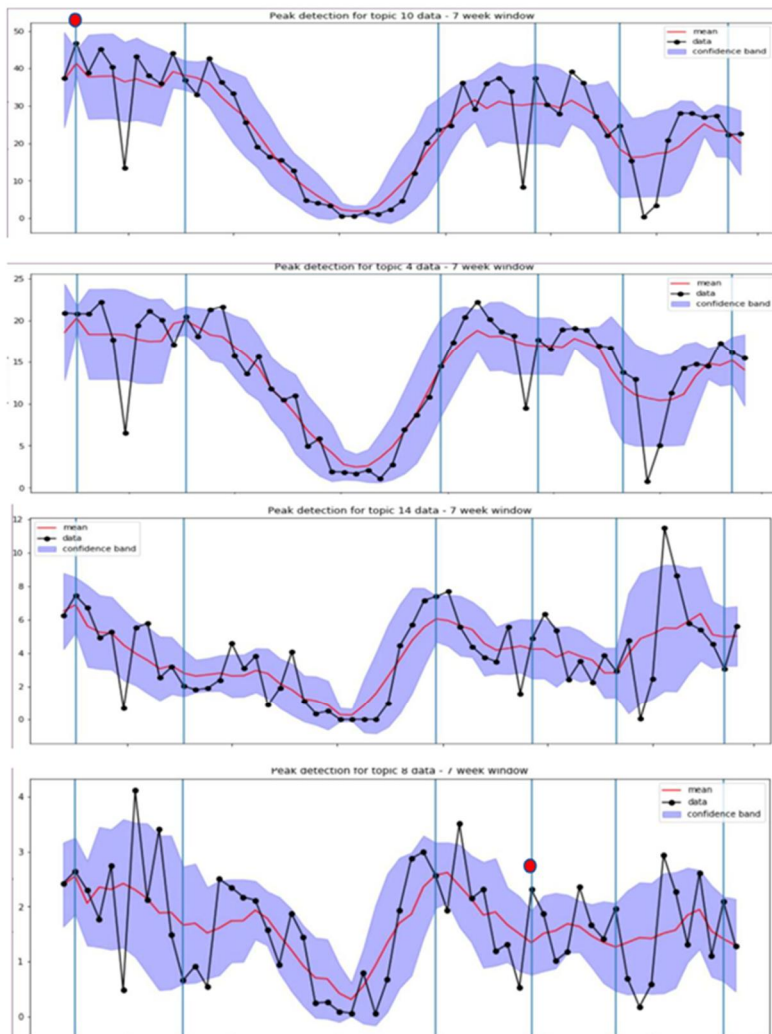 Peak detection for topic 10 data - 7 week window
50
40
30
20
10
0
mean
data
confidence band
Peak detection for topic 4 data - 7 week window
25
20
15
10
5
0
mean
data
confidence band
Peak detection for topic 14 data - 7 week window
12
10
8
6
4
2
0
mean
data
confidence band
Peak detection for topic 8 data - 7 week window
4
3
2
1
0
mean
data
confidence band